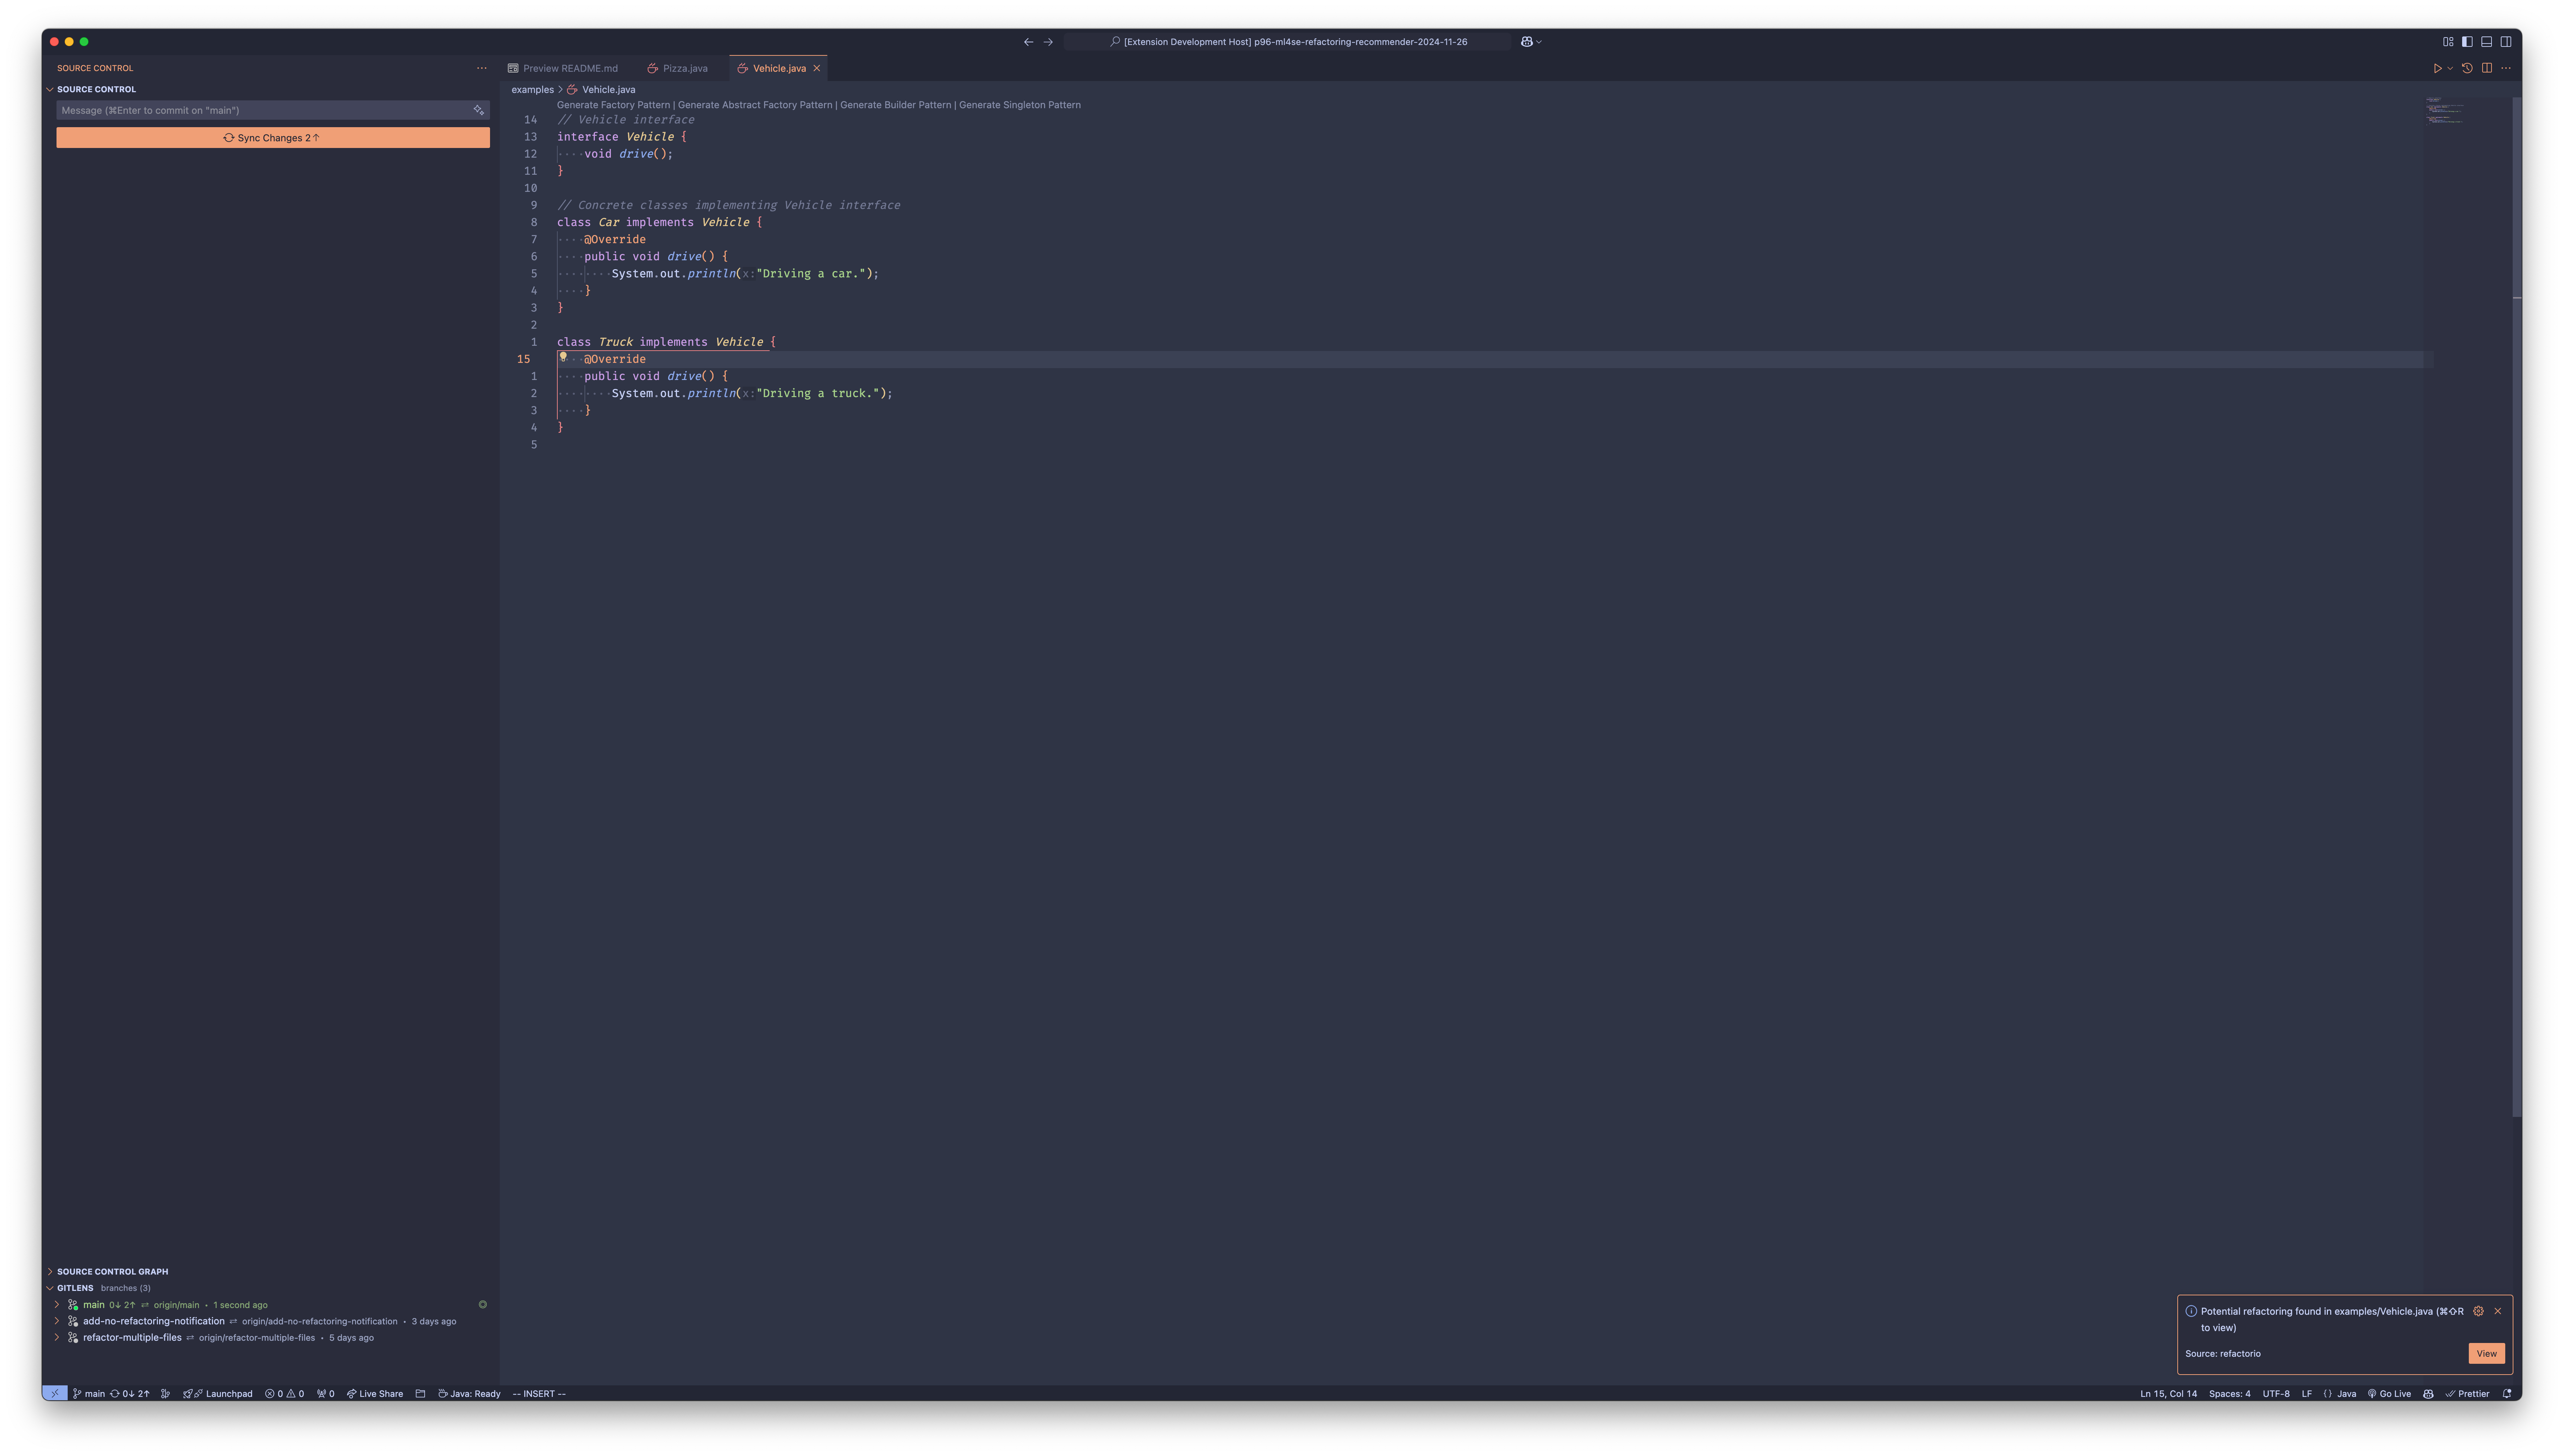 [Extension Development Host] p96-ml4se-refactoring-recommender-2024-11-26
SOURCE CONTROL
SOURCE CONTROL
Message (⌘Enter to commit on "main")
Sync Changes 2↑
Preview README.md
Pizza.java
Vehicle.java
examples > Vehicle.java
Generate Factory Pattern | Generate Abstract Factory Pattern | Generate Builder Pattern | Generate Singleton Pattern
14 // Vehicle interface
13 interface Vehicle {
12 ····void drive();
11 }
10
9 // Concrete classes implementing Vehicle interface
8 class Car implements Vehicle {
7 ····@Override
6 ····public void drive() {
5 ········System.out.println(x:"Driving a car.");
4 ····}
3 }
2
1 class Truck implements Vehicle {
15 ····@Override
1 ····public void drive() {
2 ········System.out.println(x:"Driving a truck.");
3 ····}
4 }
5
SOURCE CONTROL GRAPH
GITLENS branches (3)
main 0↓ 2↑ ⇄ origin/main • 1 second ago
add-no-refactoring-notification ⇄ origin/add-no-refactoring-notification • 3 days ago
refactor-multiple-files ⇄ origin/refactor-multiple-files • 5 days ago
Potential refactoring found in examples/Vehicle.java (⌘⇧R
to view)
Source: refactorio
View
main 0↓ 2↑ Launchpad 0 0 0 Live Share Java: Ready -- INSERT --
Ln 15, Col 14 Spaces: 4 UTF-8 LF {} Java Go Live Prettier